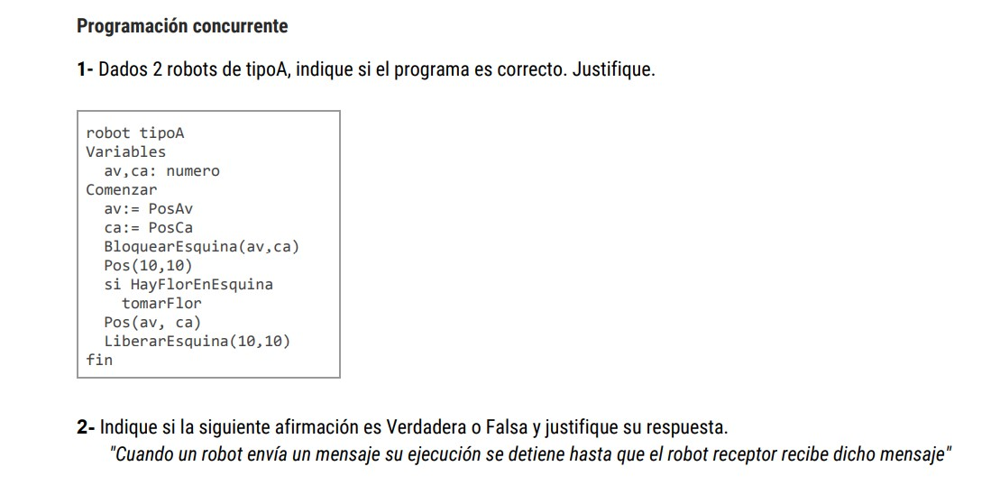 Programación concurrente
1- Dados 2 robots de tipoA, indique si el programa es correcto. Justifique.
robot tipoA
Variables
av,ca: numero
Comenzar
av:= PosAv
ca:= PosCa
BloquearEsquina(av,ca)
Pos(10,10)
si HayFlorEnEsquina
tomarFlor
Pos(av, ca)
LiberarEsquina(10,10)
fin
2- Indique si la siguiente afirmación es Verdadera o Falsa y justifique su respuesta.
"Cuando un robot envía un mensaje su ejecución se detiene hasta que el robot receptor recibe dicho mensaje"